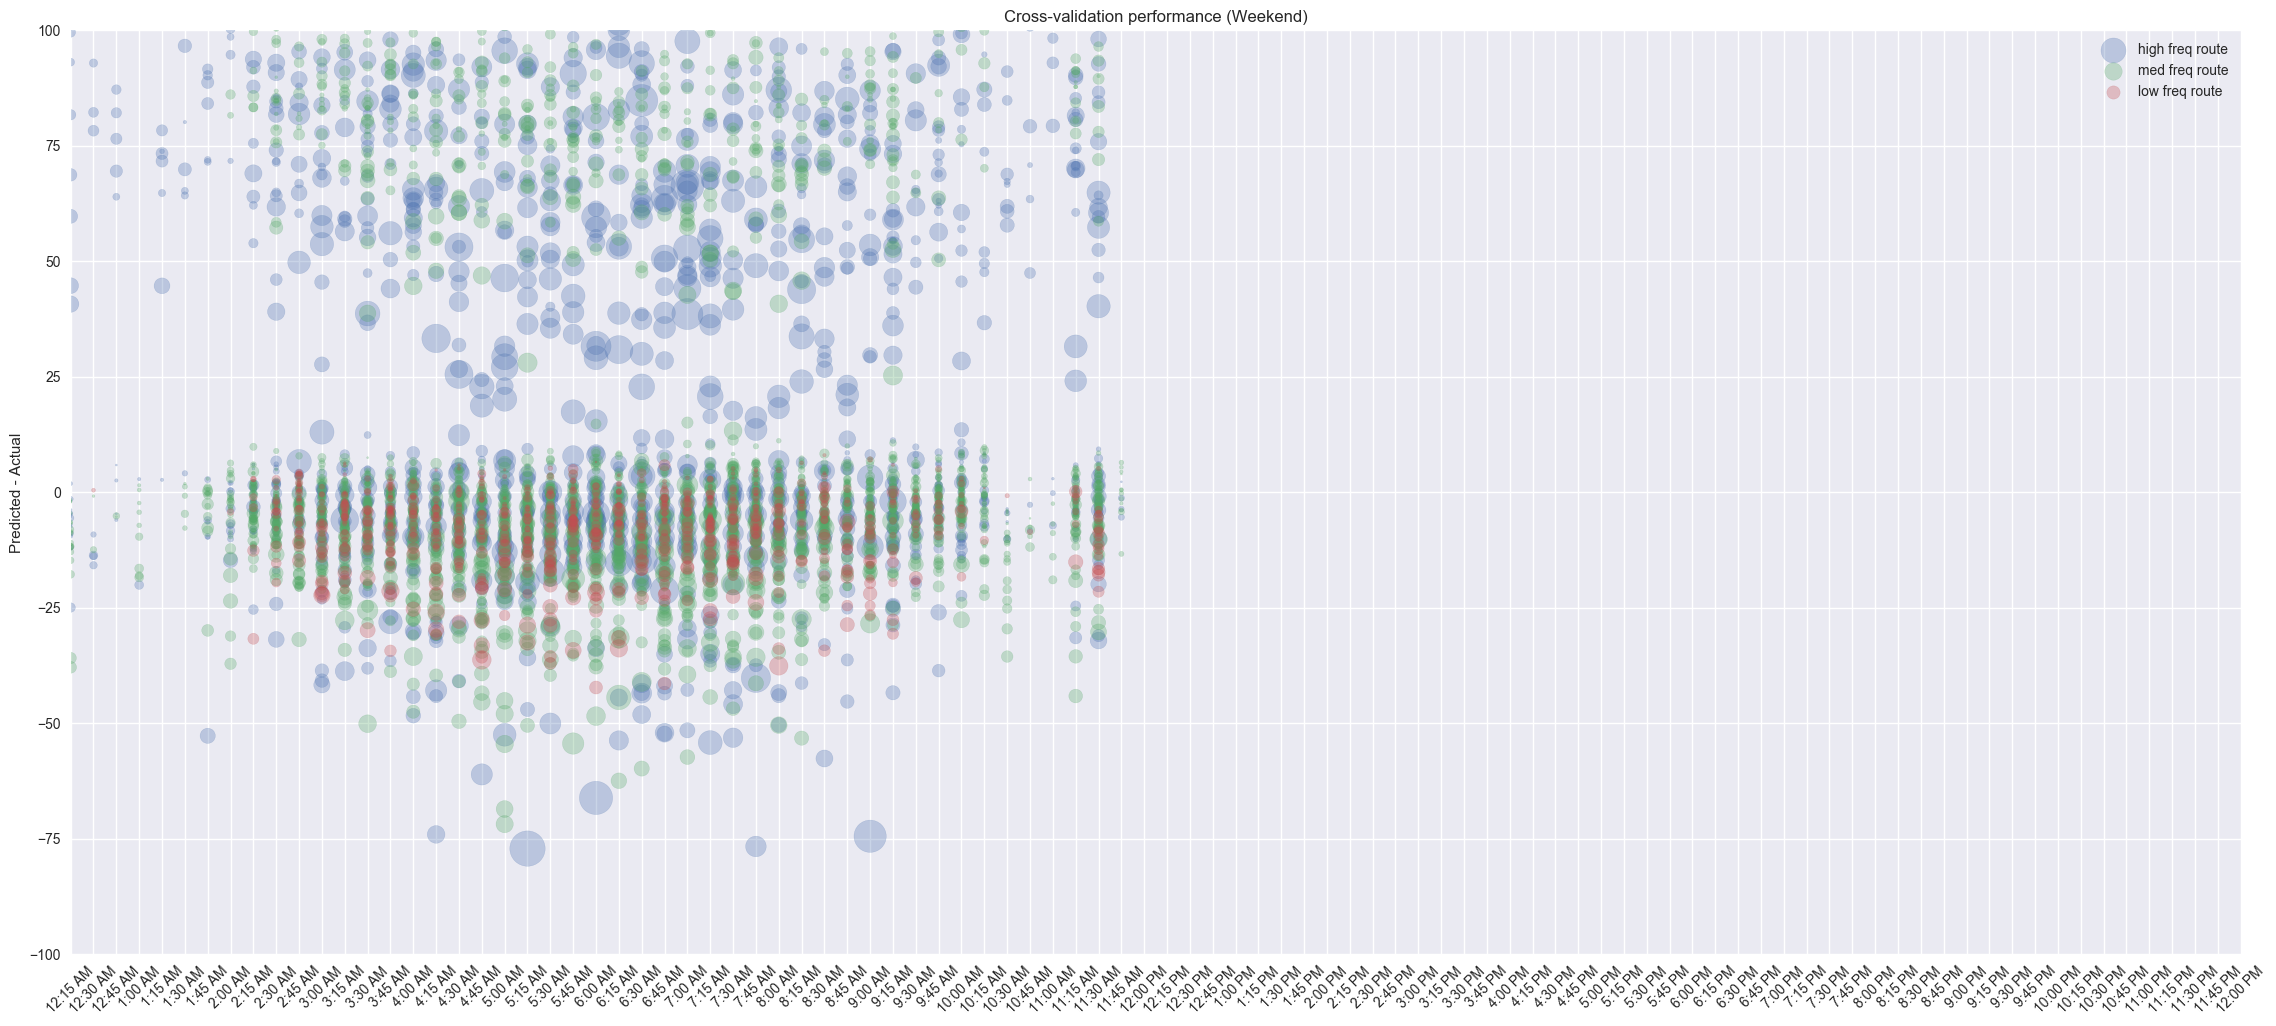 Cross-validation performance (Weekend)
high freq route
med freq route
low freq route
Predicted - Actual
100
75
50
25
0
−25
−50
−75
−100
12:15 AM
12:30 AM
12:45 AM
1:00 AM
1:15 AM
1:30 AM
1:45 AM
2:00 AM
2:15 AM
2:30 AM
2:45 AM
3:00 AM
3:15 AM
3:30 AM
3:45 AM
4:00 AM
4:15 AM
4:30 AM
4:45 AM
5:00 AM
5:15 AM
5:30 AM
5:45 AM
6:00 AM
6:15 AM
6:30 AM
6:45 AM
7:00 AM
7:15 AM
7:30 AM
7:45 AM
8:00 AM
8:15 AM
8:30 AM
8:45 AM
9:00 AM
9:15 AM
9:30 AM
9:45 AM
10:00 AM
10:15 AM
10:30 AM
10:45 AM
11:00 AM
11:15 AM
11:30 AM
11:45 AM
12:00 PM
12:15 PM
12:30 PM
12:45 PM
1:00 PM
1:15 PM
1:30 PM
1:45 PM
2:00 PM
2:15 PM
2:30 PM
2:45 PM
3:00 PM
3:15 PM
3:30 PM
3:45 PM
4:00 PM
4:15 PM
4:30 PM
4:45 PM
5:00 PM
5:15 PM
5:30 PM
5:45 PM
6:00 PM
6:15 PM
6:30 PM
6:45 PM
7:00 PM
7:15 PM
7:30 PM
7:45 PM
8:00 PM
8:15 PM
8:30 PM
8:45 PM
9:00 PM
9:15 PM
9:30 PM
9:45 PM
10:00 PM
10:15 PM
10:30 PM
10:45 PM
11:00 PM
11:15 PM
11:30 PM
11:45 PM
12:00 PM